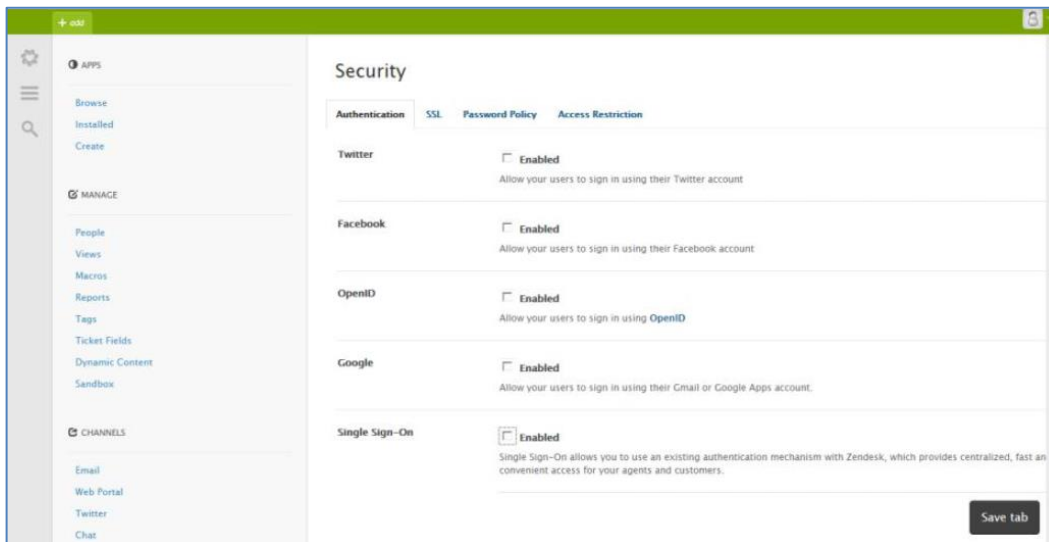 + add
APPS
Browse
Installed
Create
MANAGE
People
Views
Macros
Reports
Tags
Ticket Fields
Dynamic Content
Sandbox
CHANNELS
Email
Web Portal
Twitter
Chat
Security
Authentication SSL Password Policy Access Restriction
Twitter Enabled
Allow your users to sign in using their Twitter account
Facebook Enabled
Allow your users to sign in using their Facebook account
OpenID Enabled
Allow your users to sign in using OpenID
Google Enabled
Allow your users to sign in using their Gmail or Google Apps account.
Single Sign-On Enabled
Single Sign-On allows you to use an existing authentication mechanism with Zendesk, which provides centralized, fast an
convenient access for your agents and customers.
Save tab